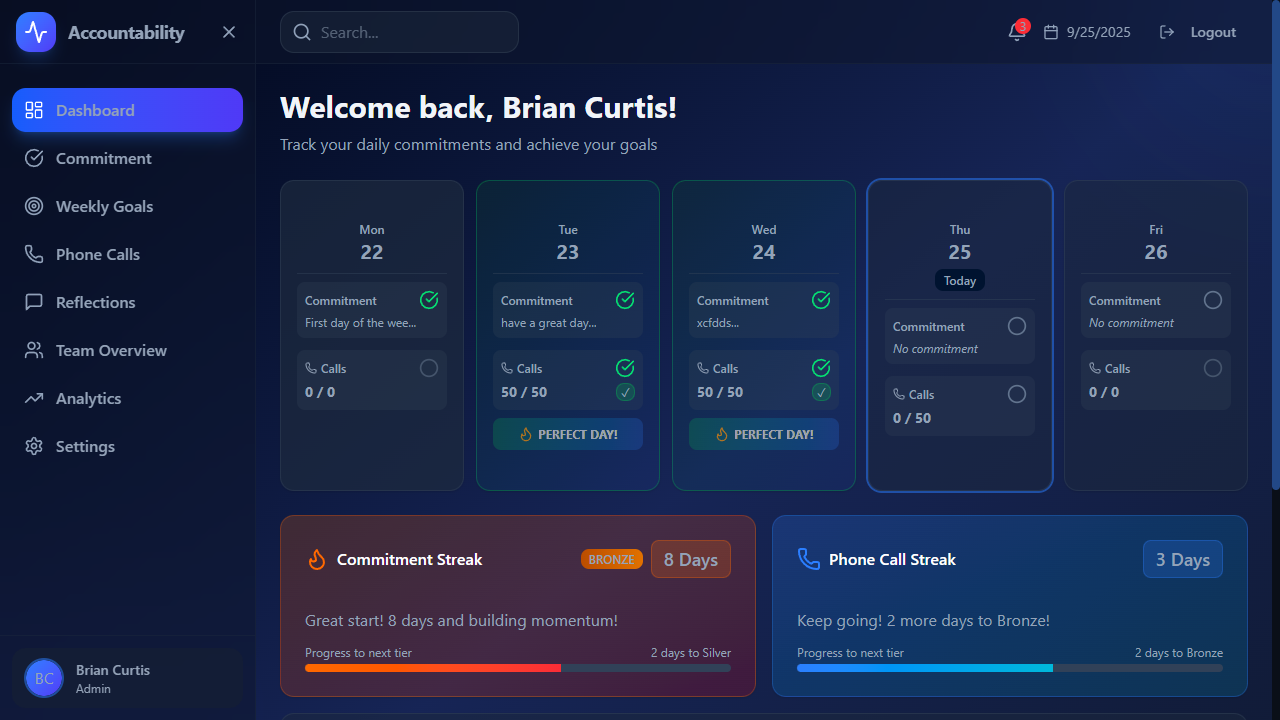 Accountability
Search...
3
9/25/2025
Logout
Dashboard
Commitment
Weekly Goals
Phone Calls
Reflections
Team Overview
Analytics
Settings
BC
Brian Curtis
Admin
Welcome back, Brian Curtis!
Track your daily commitments and achieve your goals
Mon
22
Commitment
First day of the wee...
Calls
0 / 0
Tue
23
Commitment
have a great day...
Calls
50 / 50
✓
PERFECT DAY!
Wed
24
Commitment
xcfdds...
Calls
50 / 50
✓
PERFECT DAY!
Thu
25
Today
Commitment
No commitment
Calls
0 / 50
Fri
26
Commitment
No commitment
Calls
0 / 0
Commitment Streak
BRONZE
8 Days
Great start! 8 days and building momentum!
Progress to next tier
2 days to Silver
Phone Call Streak
3 Days
Keep going! 2 more days to Bronze!
Progress to next tier
2 days to Bronze